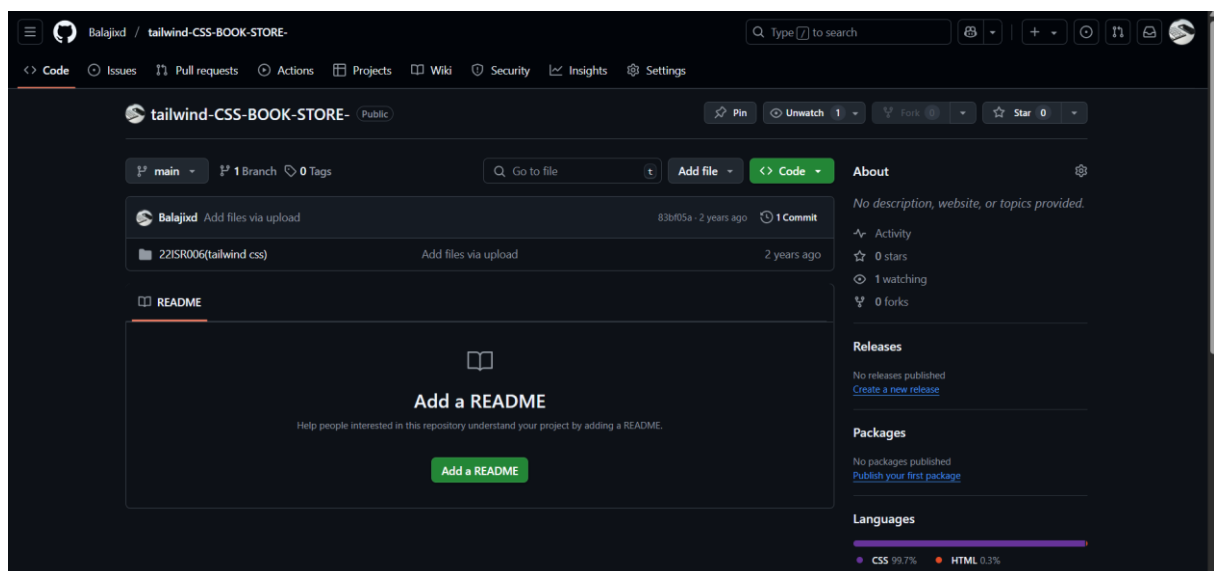 Balajixd / tailwind-CSS-BOOK-STORE-
Type / to search
Code Issues Pull requests Actions Projects Wiki Security Insights Settings
tailwind-CSS-BOOK-STORE- Public
Pin Unwatch 1 Fork 0 Star 0
main 1 Branch 0 Tags Go to file t Add file Code
Balajixd Add files via upload 83bf05a · 2 years ago 1 Commit
22ISR006(tailwind css) Add files via upload 2 years ago
README
Add a README
Help people interested in this repository understand your project by adding a README.
Add a README
About
No description, website, or topics provided.
Activity
0 stars
1 watching
0 forks
Releases
No releases published
Create a new release
Packages
No packages published
Publish your first package
Languages
CSS 99.7% HTML 0.3%